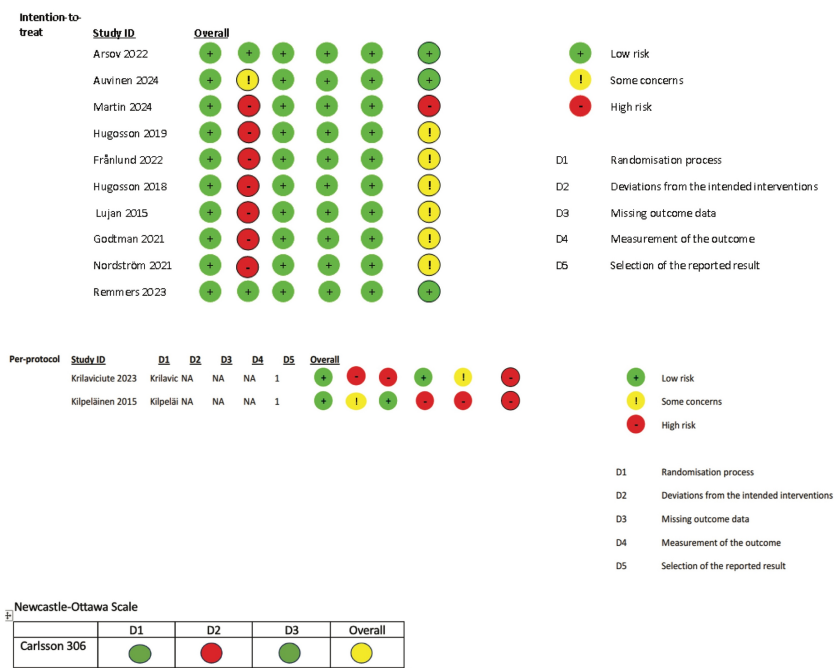 Intention-to-
treat Study ID Overall
Arsov 2022 + + + + + + + Low risk
Auvinen 2024 + ! + + + + ! Some concerns
Martin 2024 + - + + + - - High risk
Hugosson 2019 + - + + + !
Frånlund 2022 + - + + + ! D1 Randomisation process
Hugosson 2018 + - + + + ! D2 Deviations from the intended interventions
Lujan 2015 + - + + + ! D3 Missing outcome data
Godtman 2021 + - + + + ! D4 Measurement of the outcome
Nordström 2021 + - + + + ! D5 Selection of the reported result
Remmers 2023 + + + + + +
Per-protocol Study ID D1 D2 D3 D4 D5 Overall
Krilaviciute 2023 Krilavic NA NA NA 1 + - - + ! - + Low risk
Kilpeläinen 2015 Kilpeläi NA NA NA 1 + ! + - - - ! Some concerns
- High risk
D1 Randomisation process
D2 Deviations from the intended interventions
D3 Missing outcome data
D4 Measurement of the outcome
D5 Selection of the reported result
Newcastle-Ottawa Scale
D1 D2 D3 Overall
Carlsson 306